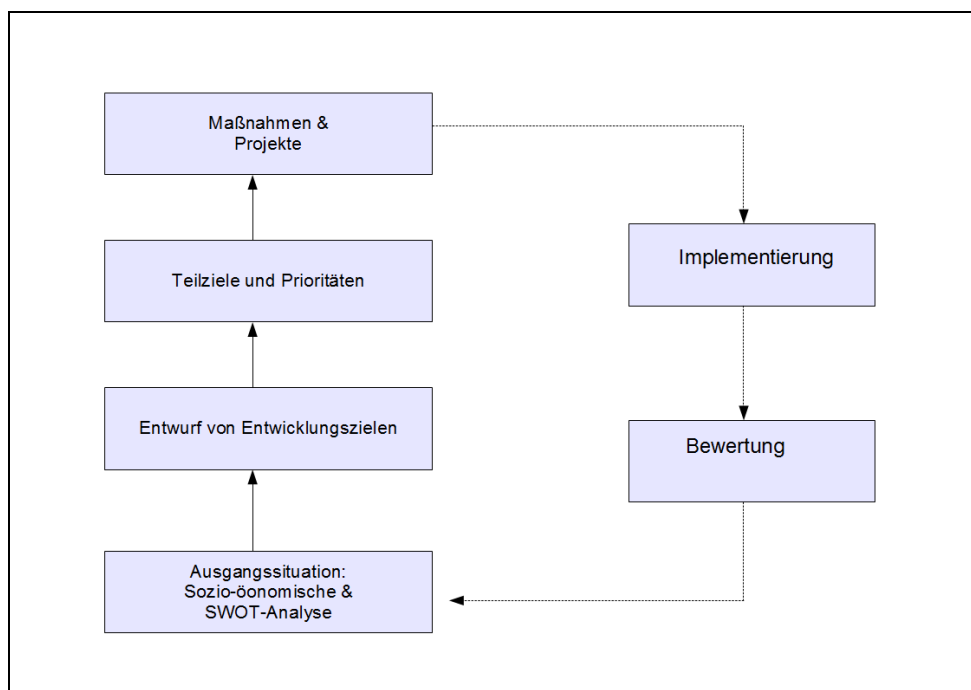 Maßnahmen &
Projekte
Implementierung
Teilziele und Prioritäten
Entwurf von Entwicklungszielen
Bewertung
Ausgangssituation:
Sozio-öonomische &
SWOT-Analyse